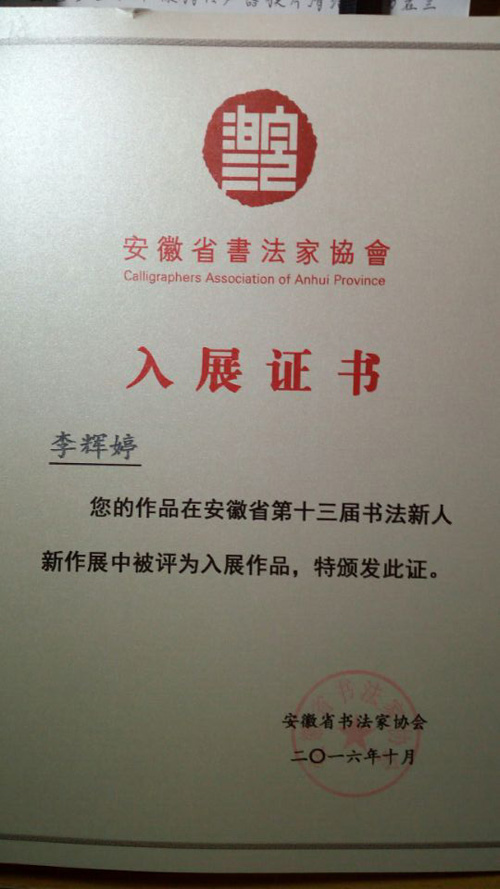 安徽省書法家協會
Calligraphers Association of Anhui Province
入展证书
李辉婷
您的作品在安徽省第十三届书法新人
新作展中被评为入展作品，特颁发此证。
安徽省书法家协会
二〇一六年十月